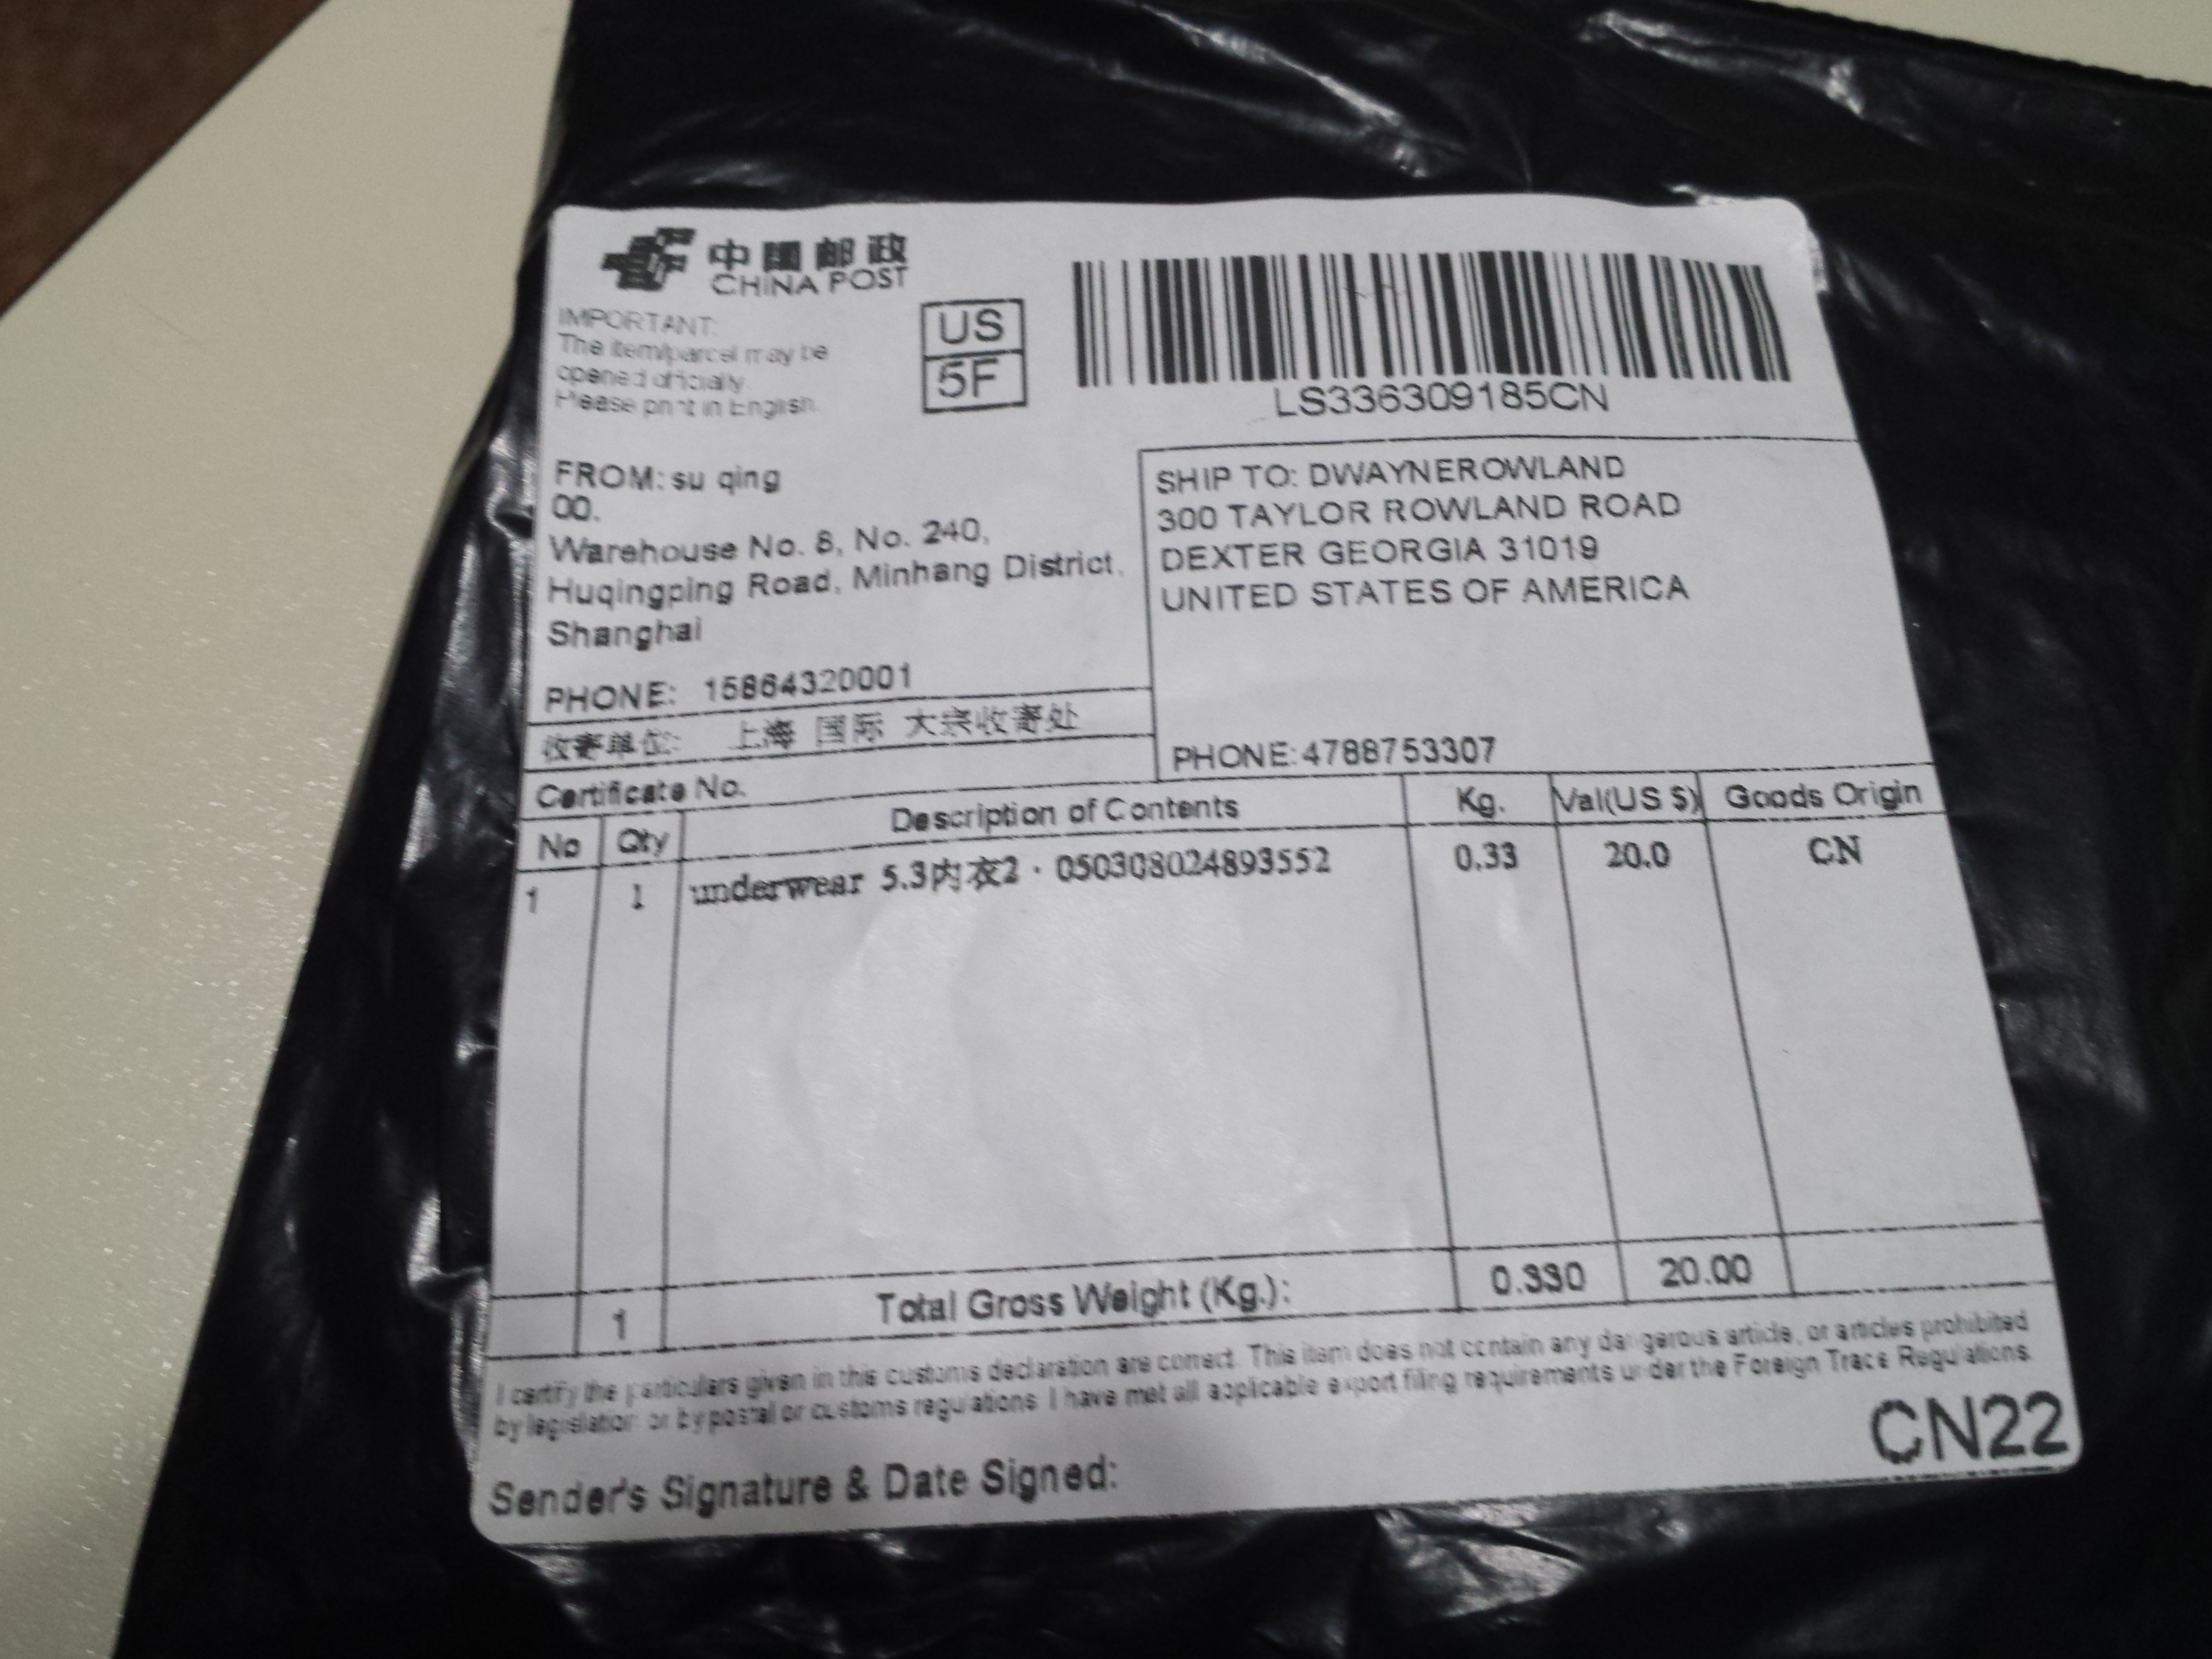 中国邮政
CHINA POST
IMPORTANT:
The item/parcel may be
opened officially.
Please print in English.
US
5F
LS336309185CN
FROM: su qing
00.
Warehouse No. 8, No. 240,
Huqingping Road, Minhang District,
Shanghai
PHONE: 15864320001
收寄单位: 上海 国际 大宗收寄处
SHIP TO: DWAYNEROWLAND
300 TAYLOR ROWLAND ROAD
DEXTER GEORGIA 31019
UNITED STATES OF AMERICA
PHONE:4788753307
Certificate No.
No Qty Description of Contents Kg. Val(US $) Goods Origin
1 1 underwear 5.3内衣2 · 050308024893552 0.33 20.0 CN
1 Total Gross Weight (Kg.): 0.330 20.00
I certify the particulars given in this customs declaration are correct. This item does not contain any dangerous article, or articles prohibited
by legislation or by postal or customs regulations. I have met all applicable export filing requirements under the Foreign Trace Regulations.
Sender's Signature & Date Signed:
CN22